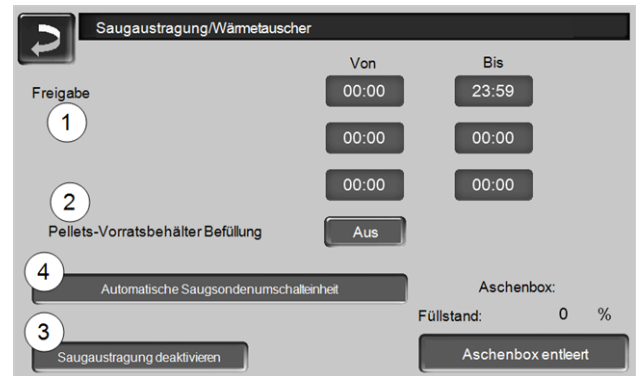 Saugaustragung/Wärmetauscher
Von Bis
Freigabe 00:00 23:59
1
00:00 00:00
00:00 00:00
2
Pellets-Vorratsbehälter Befüllung Aus
4
Automatische Saugsondenumschalteinheit
Aschenbox:
Füllstand: 0 %
3
Saugaustragung deaktivieren
Aschenbox entleert